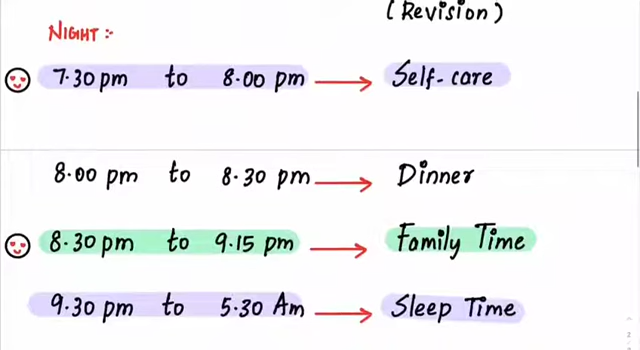 (Revision)
NIGHT:-
7.30 pm to 8.00 pm → Self-care
8.00 pm to 8.30 pm → Dinner
8.30 pm to 9.15 pm → Family Time
9.30 pm to 5.30 Am → Sleep Time